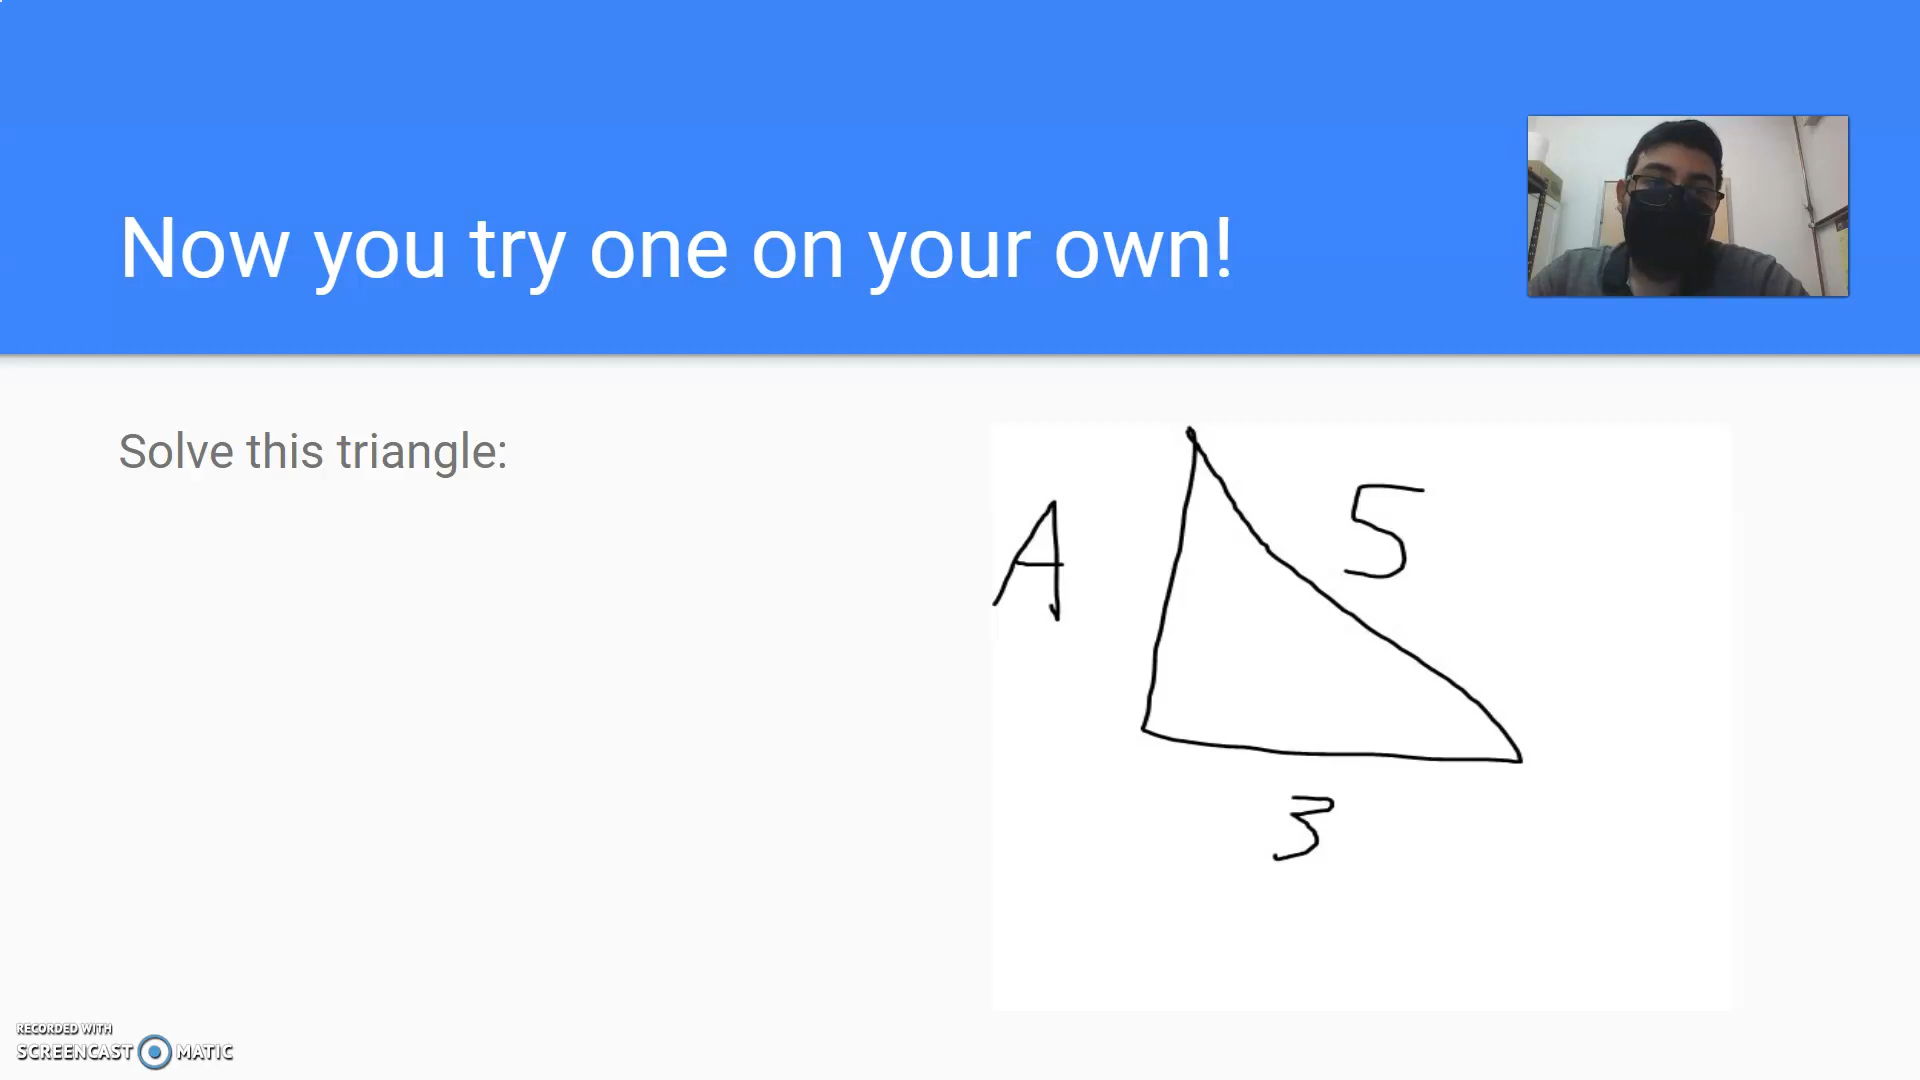 Now you try one on your own!
Solve this triangle:
A
5
3
RECORDED WITH
SCREENCAST MATIC